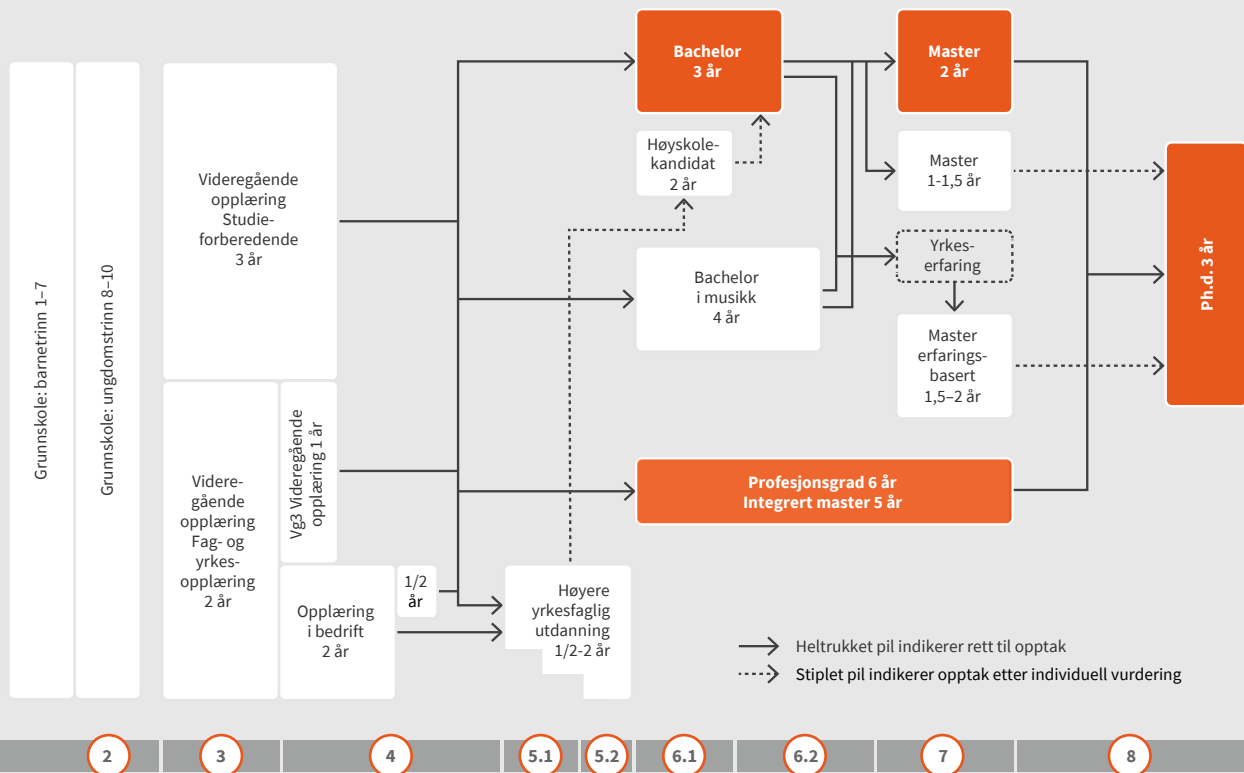 Grunnskole: barnetrinn 1–7
Grunnskole: ungdomstrinn 8–10
Videregående
opplæring
Studie-
forberedende
3 år
Videre-
gående
opplæring
Fag- og
yrkes-
opplæring
2 år
Vg3 Videregående
opplæring 1 år
Opplæring
i bedrift
2 år
1/2
år
Høyere
yrkesfaglig
utdanning
1/2-2 år
Bachelor
3 år
Høyskole-
kandidat
2 år
Bachelor
i musikk
4 år
Profesjonsgrad 6 år
Integrert master 5 år
Master
2 år
Master
1-1,5 år
Yrkes-
erfaring
Master
erfarings-
basert
1,5–2 år
Ph.d. 3 år
Heltrukket pil indikerer rett til opptak
Stiplet pil indikerer opptak etter individuell vurdering
2 3 4 5.1 5.2 6.1 6.2 7 8